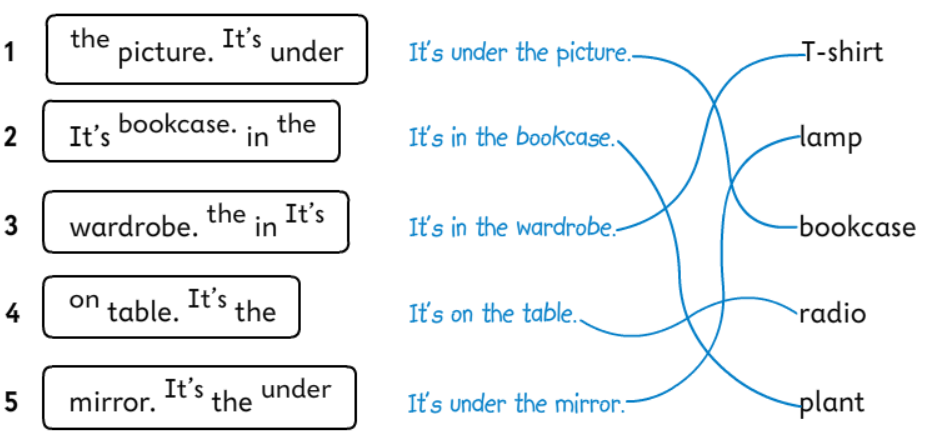 1 the picture. It's under It's under the picture. T-shirt
2 It's bookcase. in the It's in the bookcase. lamp
3 wardrobe. the in It's It's in the wardrobe. bookcase
4 on table. It's the It's on the table. radio
5 mirror. It's the under It's under the mirror. plant